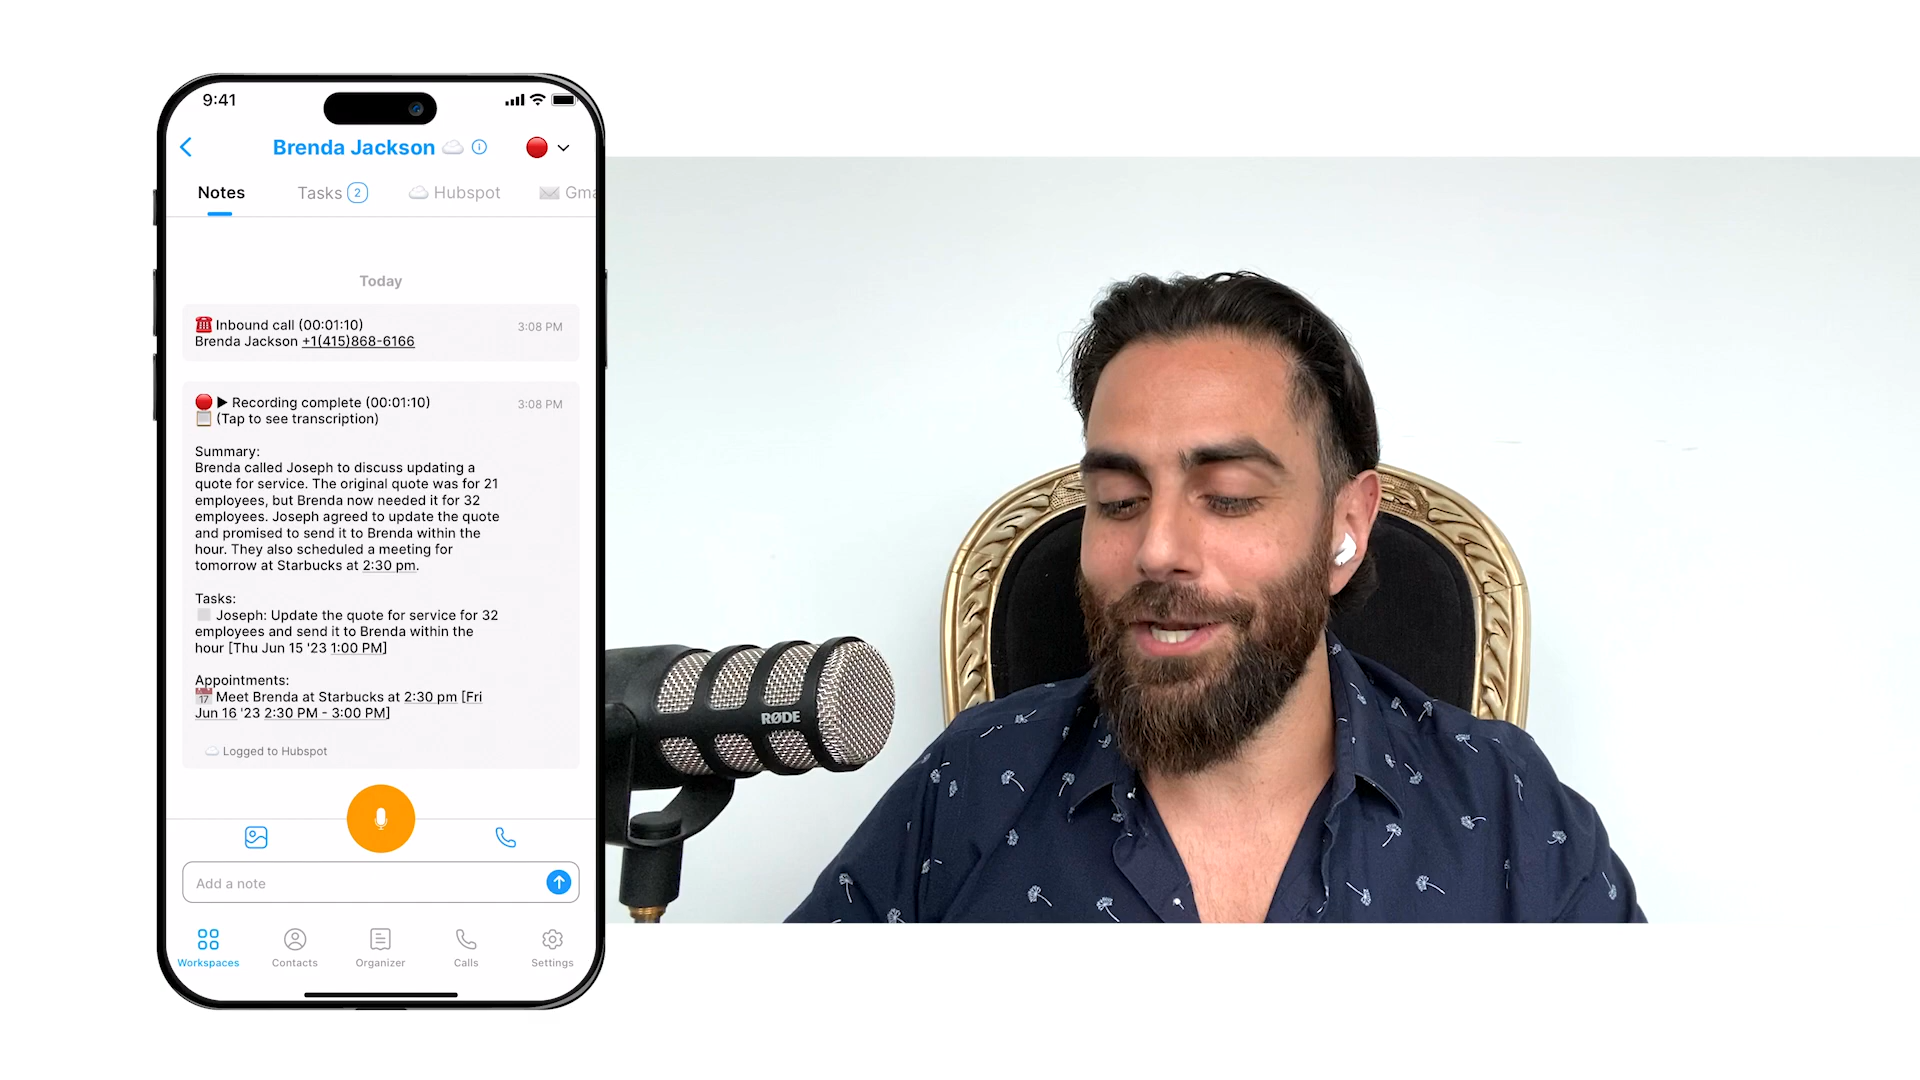 9:41
Brenda Jackson
Notes
Tasks 2
Hubspot
Gma
Today
Inbound call (00:01:10)
3:08 PM
Brenda Jackson +1(415)868-6166
Recording complete (00:01:10)
3:08 PM
(Tap to see transcription)
Summary:
Brenda called Joseph to discuss updating a
quote for service. The original quote was for 21
employees, but Brenda now needed it for 32
employees. Joseph agreed to update the quote
and promised to send it to Brenda within the
hour. They also scheduled a meeting for
tomorrow at Starbucks at 2:30 pm.
Tasks:
Joseph: Update the quote for service for 32
employees and send it to Brenda within the
hour [Thu Jun 15 '23 1:00 PM]
Appointments:
17 Meet Brenda at Starbucks at 2:30 pm [Fri
Jun 16 '23 2:30 PM - 3:00 PM]
Logged to Hubspot
Add a note
Workspaces
Contacts
Organizer
Calls
Settings
RØDE